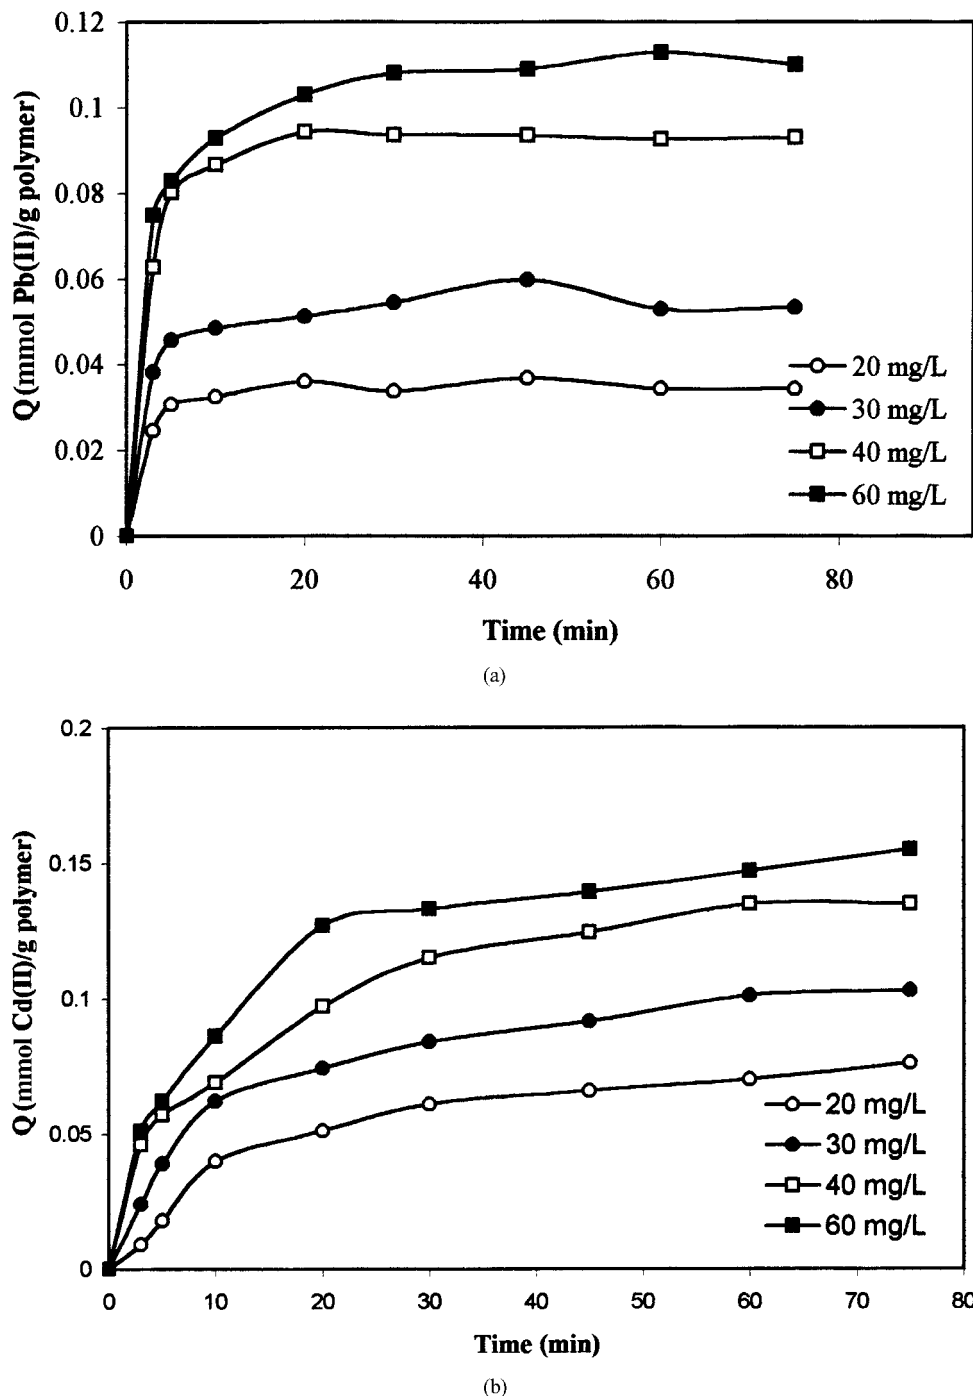 0.12
0.1
0.08
0.06
0.04
0.02
0
Q (mmol Pb(II)/g polymer)
20 mg/L
30 mg/L
40 mg/L
60 mg/L
0 20 40 60 80
Time (min)
(a)
0.2
0.15
0.1
0.05
0
Q (mmol Cd(II)/g polymer)
20 mg/L
30 mg/L
40 mg/L
60 mg/L
0 10 20 30 40 50 60 70 80
Time (min)
(b)